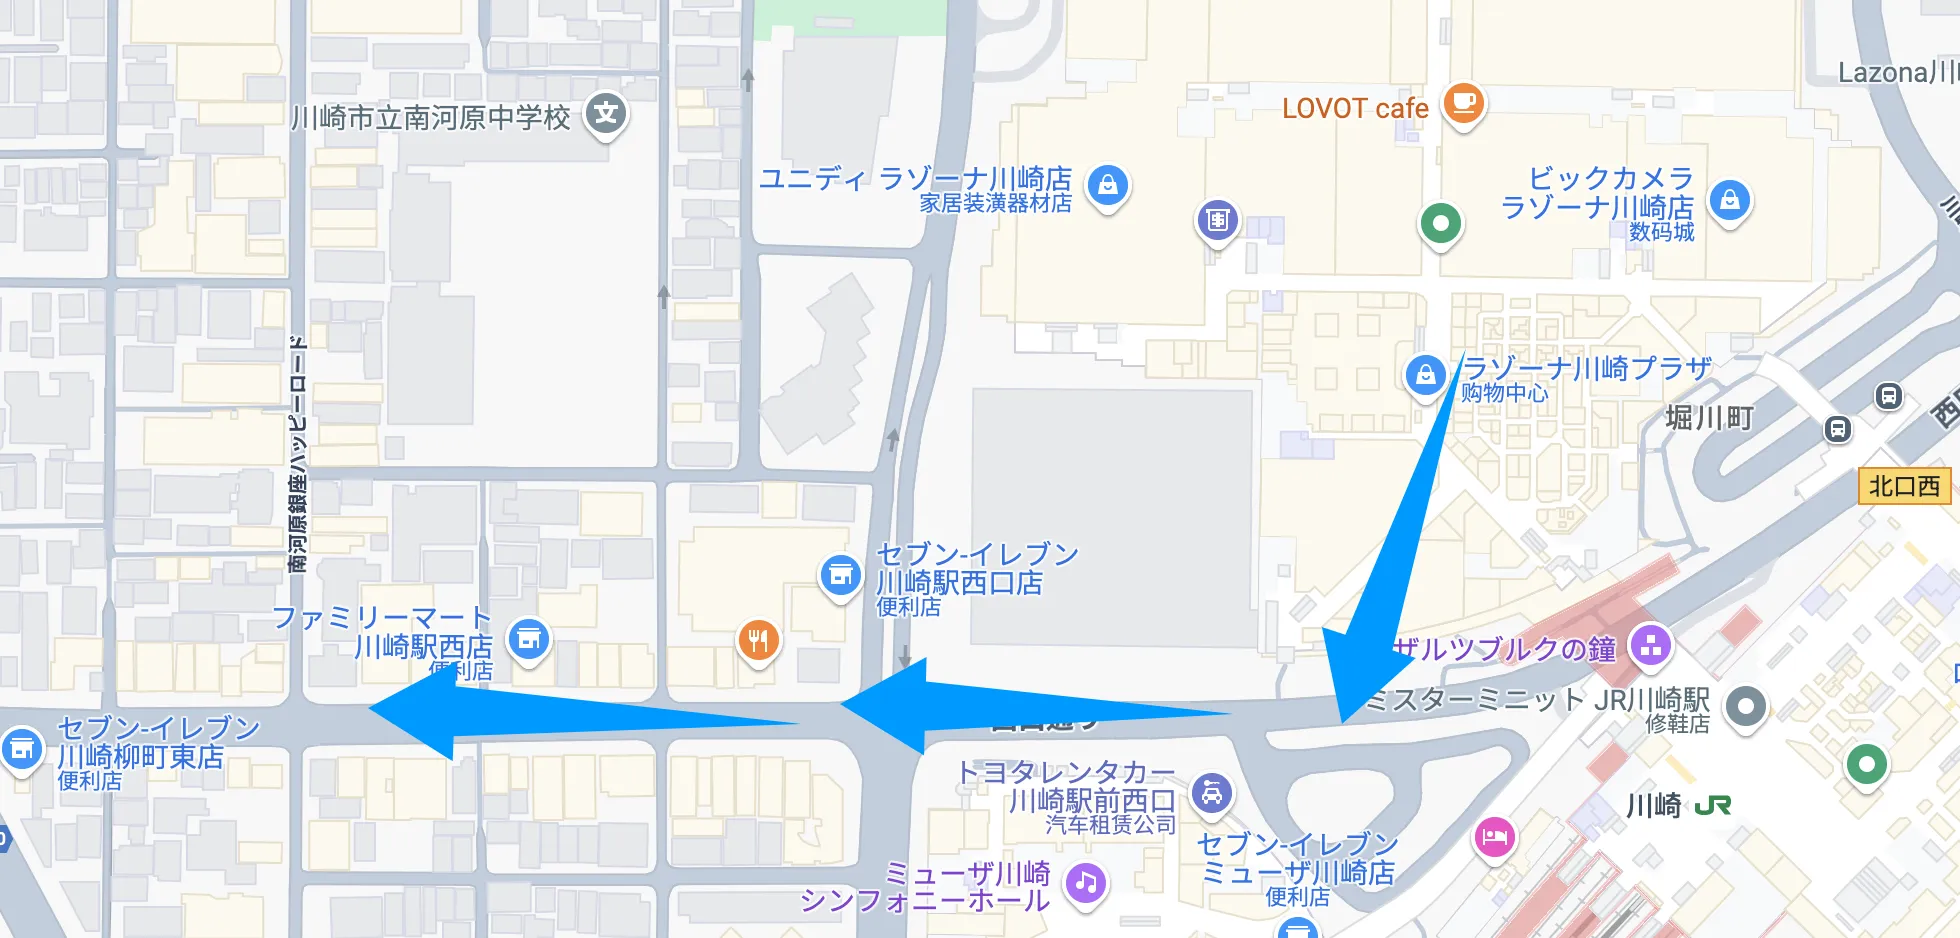 Lazona川
川崎市立南河原中学校
LOVOT cafe
ユニディ ラゾーナ川崎店
家居装潢器材店
ビックカメラ
ラゾーナ川崎店
数码城
ラゾーナ川崎プラザ
购物中心
堀川町
北口西
南河原銀座ハッピーロード
セブン-イレブン
川崎駅西口店
便利店
ファミリーマート
川崎駅西店
便利店
ザルツブルクの鐘
ミスターミニット JR川崎駅
修鞋店
セブン-イレブン
川崎柳町東店
便利店
トヨタレンタカー
川崎駅前西口
汽车租赁公司
川崎 JR
セブン-イレブン
ミューザ川崎店
便利店
ミューザ川崎
シンフォニーホール